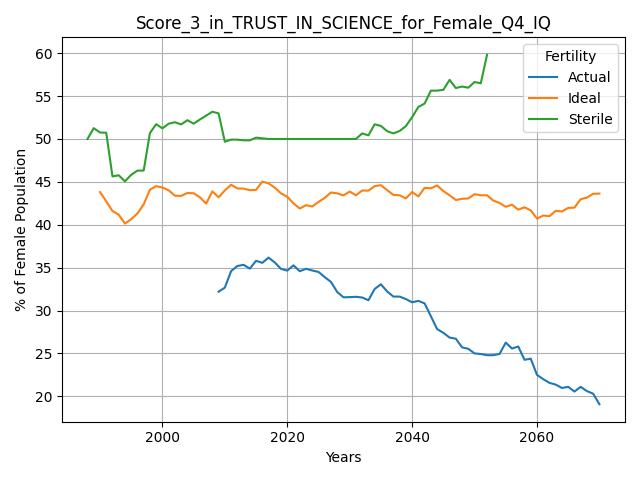 Score_3_in_TRUST_IN_SCIENCE_for_Female_Q4_IQ
% of Female Population
60
55
50
45
40
35
30
25
20
Fertility
Actual
Ideal
Sterile
2000
2020
2040
2060
Years